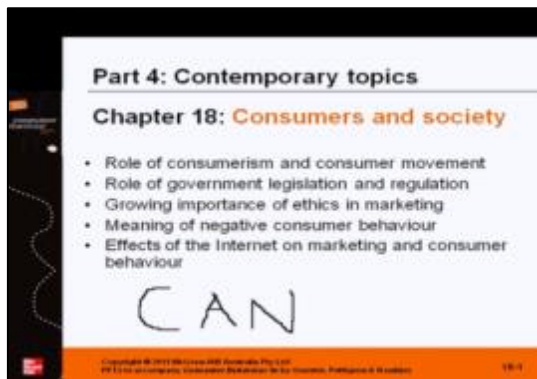 Part 4: Contemporary topics
Chapter 18: Consumers and society
• Role of consumerism and consumer movement
• Role of government legislation and regulation
• Growing importance of ethics in marketing
• Meaning of negative consumer behaviour
• Effects of the Internet on marketing and consumer
behaviour
CAN